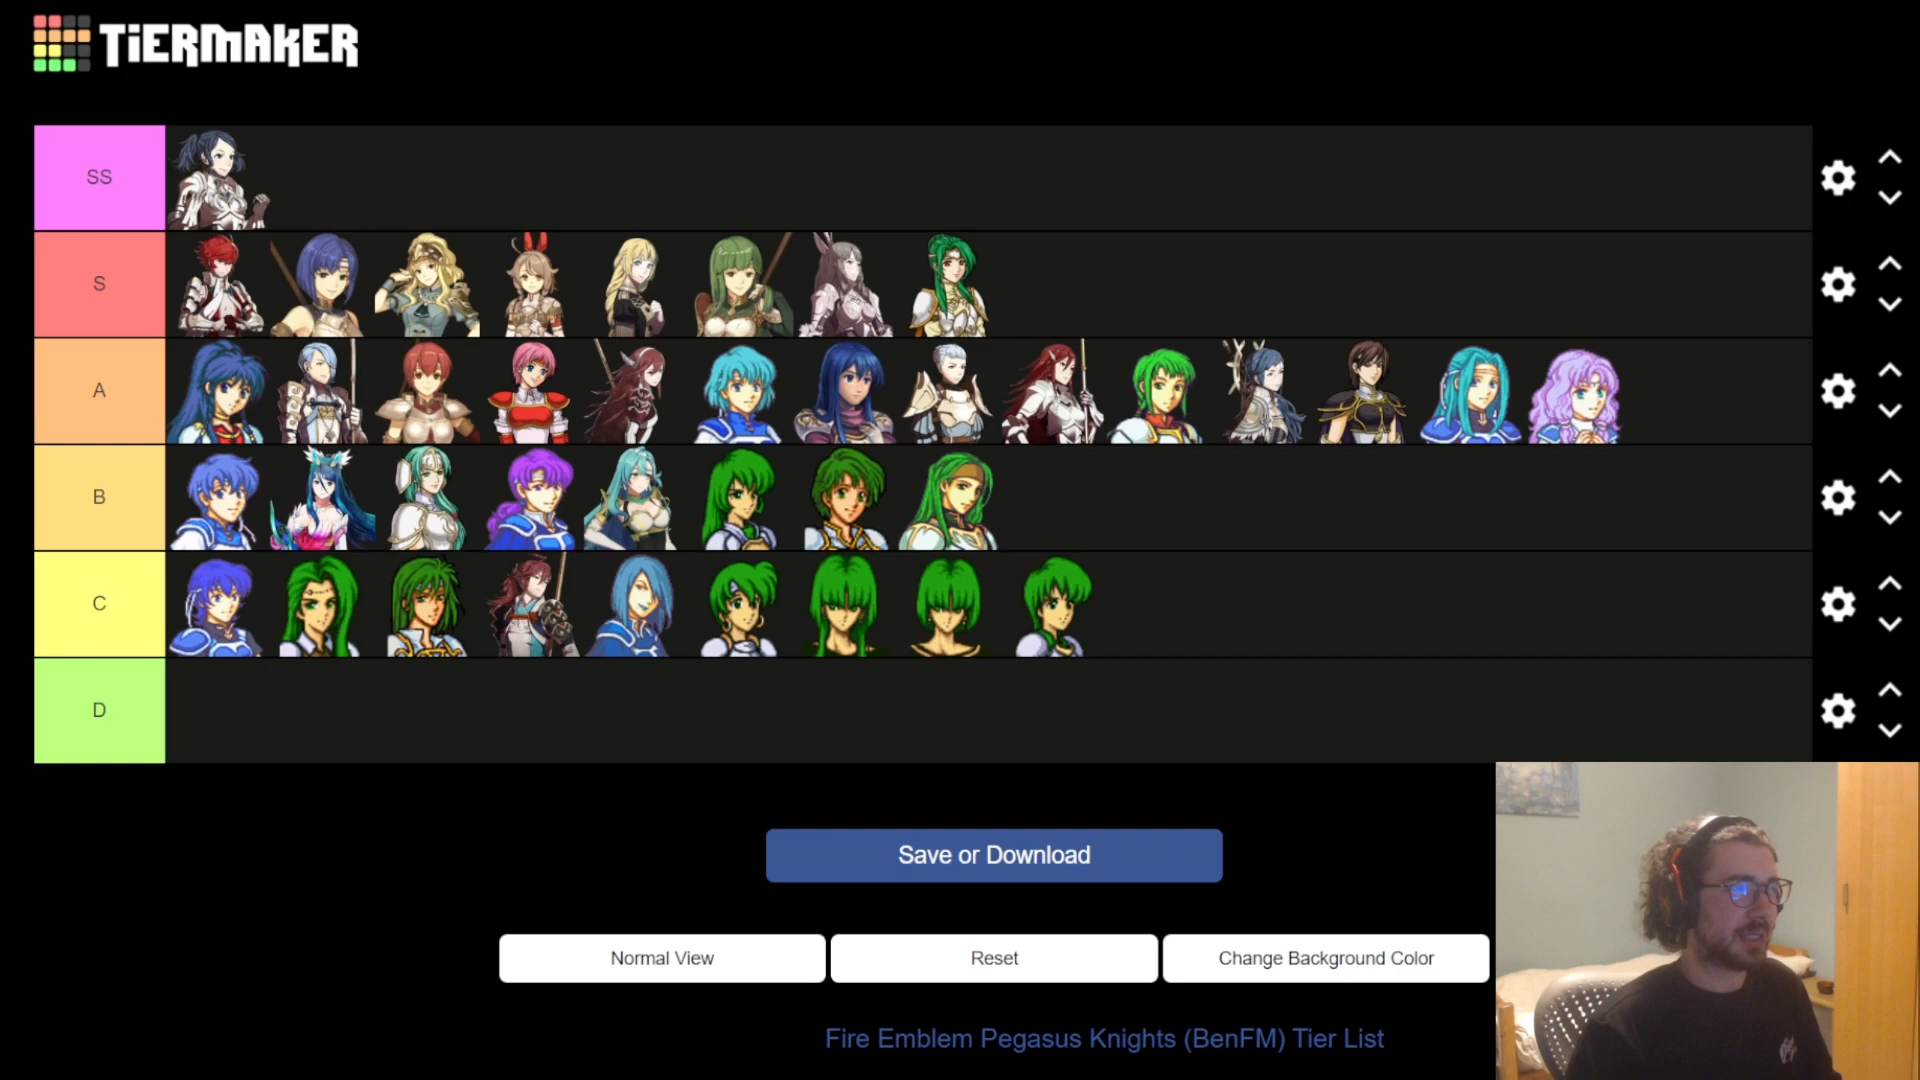 TiERMAKER
SS
S
A
B
C
D
Save or Download
Normal View
Reset
Change Background Color
Fire Emblem Pegasus Knights (BenFM) Tier List